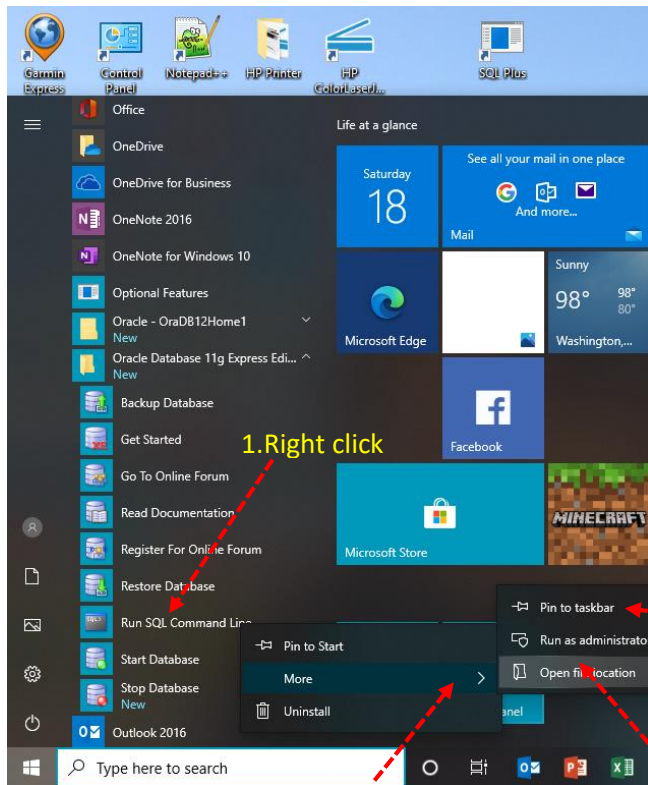 Garmin
Express
Control
Panel
Notepad++
HP Printer
HP
ColorLaserJ...
SQL Plus
Office
OneDrive
OneDrive for Business
OneNote 2016
OneNote for Windows 10
Optional Features
Oracle - OraDB12Home1
New
Oracle Database 11g Express Edi...
New
Backup Database
Get Started
Go To Online Forum
Read Documentation
Register For Online Forum
Restore Database
Run SQL Command Line
Start Database
Stop Database
New
Outlook 2016
1.Right click
Life at a glance
Saturday
18
See all your mail in one place
And more...
Mail
Microsoft Edge
Sunny
98°
98°
80°
Washington,...
Facebook
Microsoft Store
MINECRAFT
Pin to Start
More
Uninstall
Pin to taskbar
Run as administrato
Open file location
anel
Type here to search